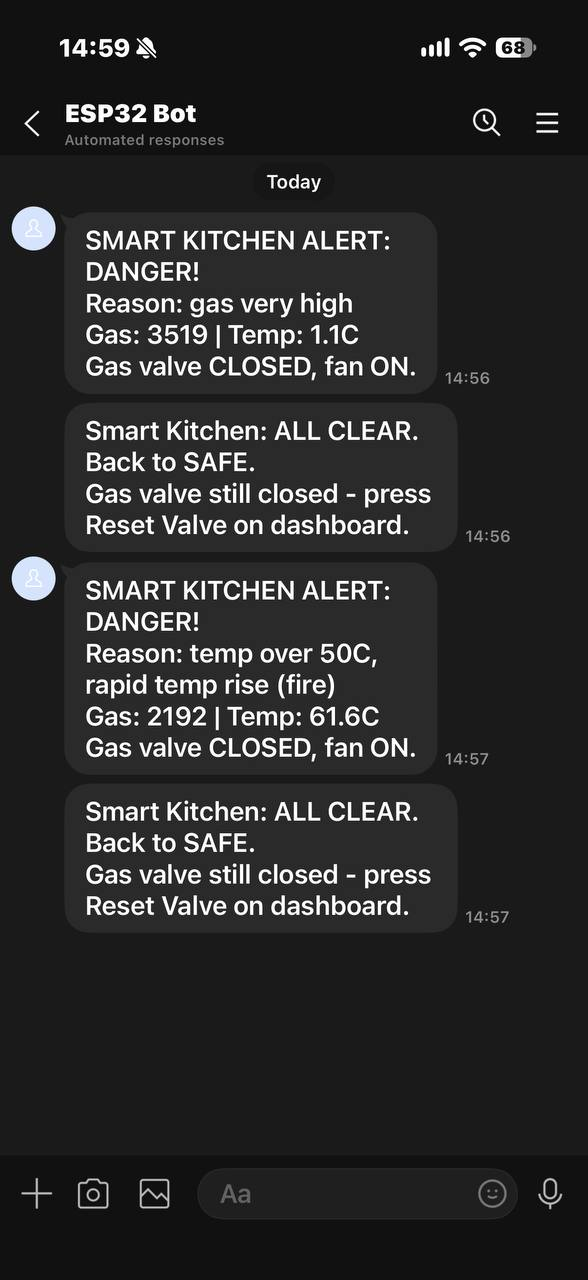 14:59
68
ESP32 Bot
Automated responses
Today
SMART KITCHEN ALERT:
DANGER!
Reason: gas very high
Gas: 3519 | Temp: 1.1C
Gas valve CLOSED, fan ON.
14:56
Smart Kitchen: ALL CLEAR.
Back to SAFE.
Gas valve still closed - press
Reset Valve on dashboard.
14:56
SMART KITCHEN ALERT:
DANGER!
Reason: temp over 50C,
rapid temp rise (fire)
Gas: 2192 | Temp: 61.6C
Gas valve CLOSED, fan ON.
14:57
Smart Kitchen: ALL CLEAR.
Back to SAFE.
Gas valve still closed - press
Reset Valve on dashboard.
14:57
Aa